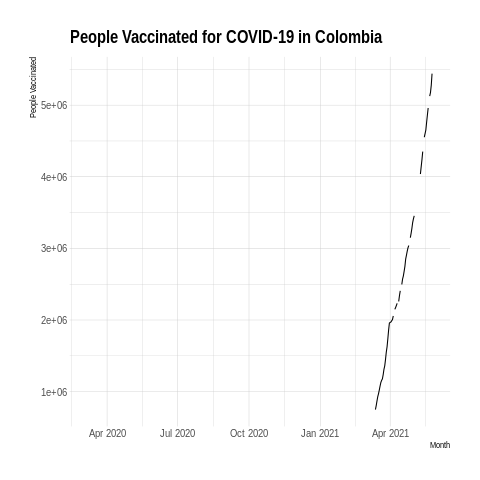 People Vaccinated for COVID-19 in Colombia
People Vaccinated
5e+06
4e+06
3e+06
2e+06
1e+06
Apr 2020 Jul 2020 Oct 2020 Jan 2021 Apr 2021
Month